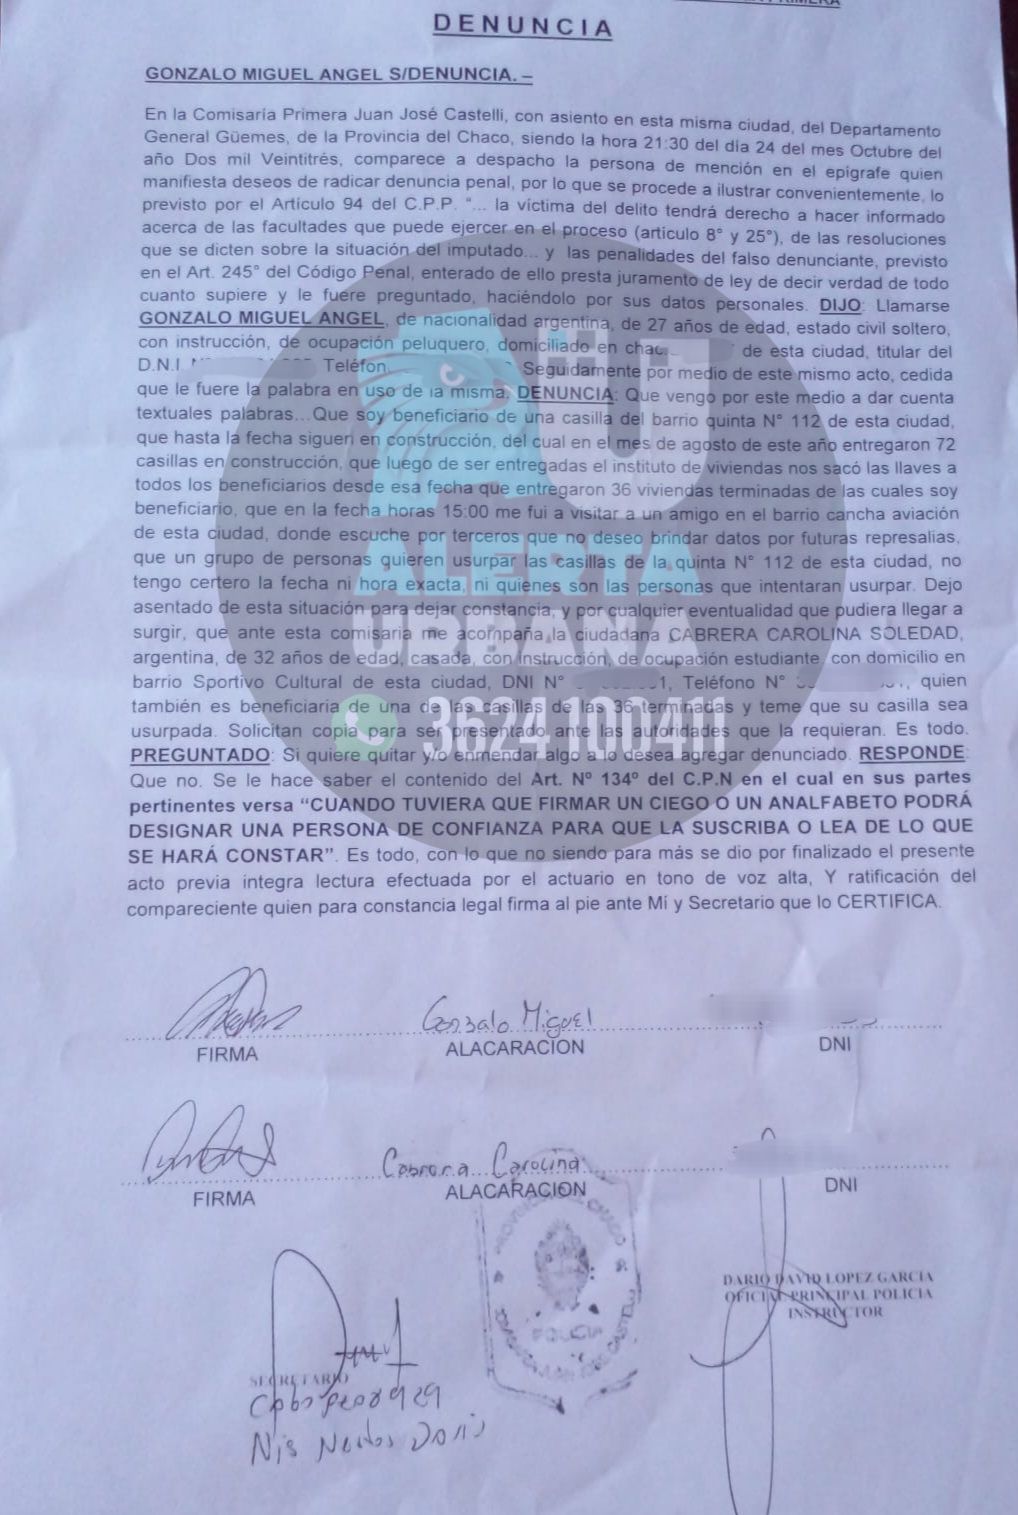 PRIMERA
DENUNCIA
GONZALO MIGUEL ANGEL S/DENUNCIA. –
En la Comisaría Primera Juan José Castelli, con asiento en esta misma ciudad, del Departamento
General Güemes, de la Provincia del Chaco, siendo la hora 21:30 del día 24 del mes Octubre del
año Dos mil Veintitrés, comparece a despacho la persona de mención en el epígrafe quien
manifiesta deseos de radicar denuncia penal, por lo que se procede a ilustrar convenientemente, lo
previsto por el Artículo 94 del C.P.P. "... la víctima del delito tendrá derecho a hacer informado
acerca de las facultades que puede ejercer en el proceso (artículo 8° y 25°), de las resoluciones
que se dicten sobre la situación del imputado... y las penalidades del falso denunciante, previsto
en el Art. 245° del Código Penal, enterado de ello presta juramento de ley de decir verdad de todo
cuanto supiere y le fuere preguntado, haciéndolo por sus datos personales. DIJO: Llamarse
GONZALO MIGUEL ANGEL, de nacionalidad argentina, de 27 años de edad, estado civil soltero,
con instrucción, de ocupación peluquero, domiciliado en chac. de esta ciudad, titular del
D.N.I Teléfon Seguidamente por medio de este mismo acto, cedida
que le fuere la palabra en uso de la misma, DENUNCIA: Que vengo por este medio a dar cuenta
textuales palabras...Que soy beneficiario de una casilla del barrio quinta N° 112 de esta ciudad,
que hasta la fecha siguen en construcción, del cual en el mes de agosto de este año entregaron 72
casillas en construcción, que luego de ser entregadas el instituto de viviendas nos sacó las llaves a
todos los beneficiarios desde esa fecha que entregaron 36 viviendas terminadas de las cuales soy
beneficiario, que en la fecha horas 15:00 me fui a visitar a un amigo en el barrio cancha aviación
de esta ciudad, donde escuche por terceros que no deseo brindar datos por futuras represalias,
que un grupo de personas quieren usurpar las casillas de la quinta N° 112 de esta ciudad, no
tengo certero la fecha ni hora exacta, ni quienes son las personas que intentaran usurpar. Dejo
asentado de esta situación para dejar constancia, y por cualquier eventualidad que pudiera llegar a
surgir, que ante esta comisaria me acompaña la ciudadana CABRERA CAROLINA SOLEDAD,
argentina, de 32 años de edad, casada, con instrucción, de ocupación estudiante con domicilio en
barrio Sportivo Cultural de esta ciudad, DNI N° Teléfono N° quien
también es beneficiaria de una de las casillas de las 36 terminadas y teme que su casilla sea
usurpada. Solicitan copia para ser presentado ante las autoridades que la requieran. Es todo.
PREGUNTADO: Si quiere quitar y/o enmendar algo a lo desea agregar denunciado. RESPONDE:
Que no. Se le hace saber el contenido del Art. Nº 134º del C.P.N en el cual en sus partes
pertinentes versa "CUANDO TUVIERA QUE FIRMAR UN CIEGO O UN ANALFABETO PODRÁ
DESIGNAR UNA PERSONA DE CONFIANZA PARA QUE LA SUSCRIBA O LEA DE LO QUE
SE HARÁ CONSTAR". Es todo, con lo que no siendo para más se dio por finalizado el presente
acto previa integra lectura efectuada por el actuario en tono de voz alta, Y ratificación del
compareciente quien para constancia legal firma al pie ante Mí y Secretario que lo CERTIFICA.
ALERTA
URBANA
3624100411
Gonzalo Miguel
FIRMA ALACARACION DNI
Cabrera Carolina
FIRMA ALACARACION DNI
PROVINCIA DEL CHACO
POLICIA
DARIO DAVID LOPEZ GARCIA
OFICIAL PRINCIPAL POLICIA
INSTRUCTOR
SECRETARIO